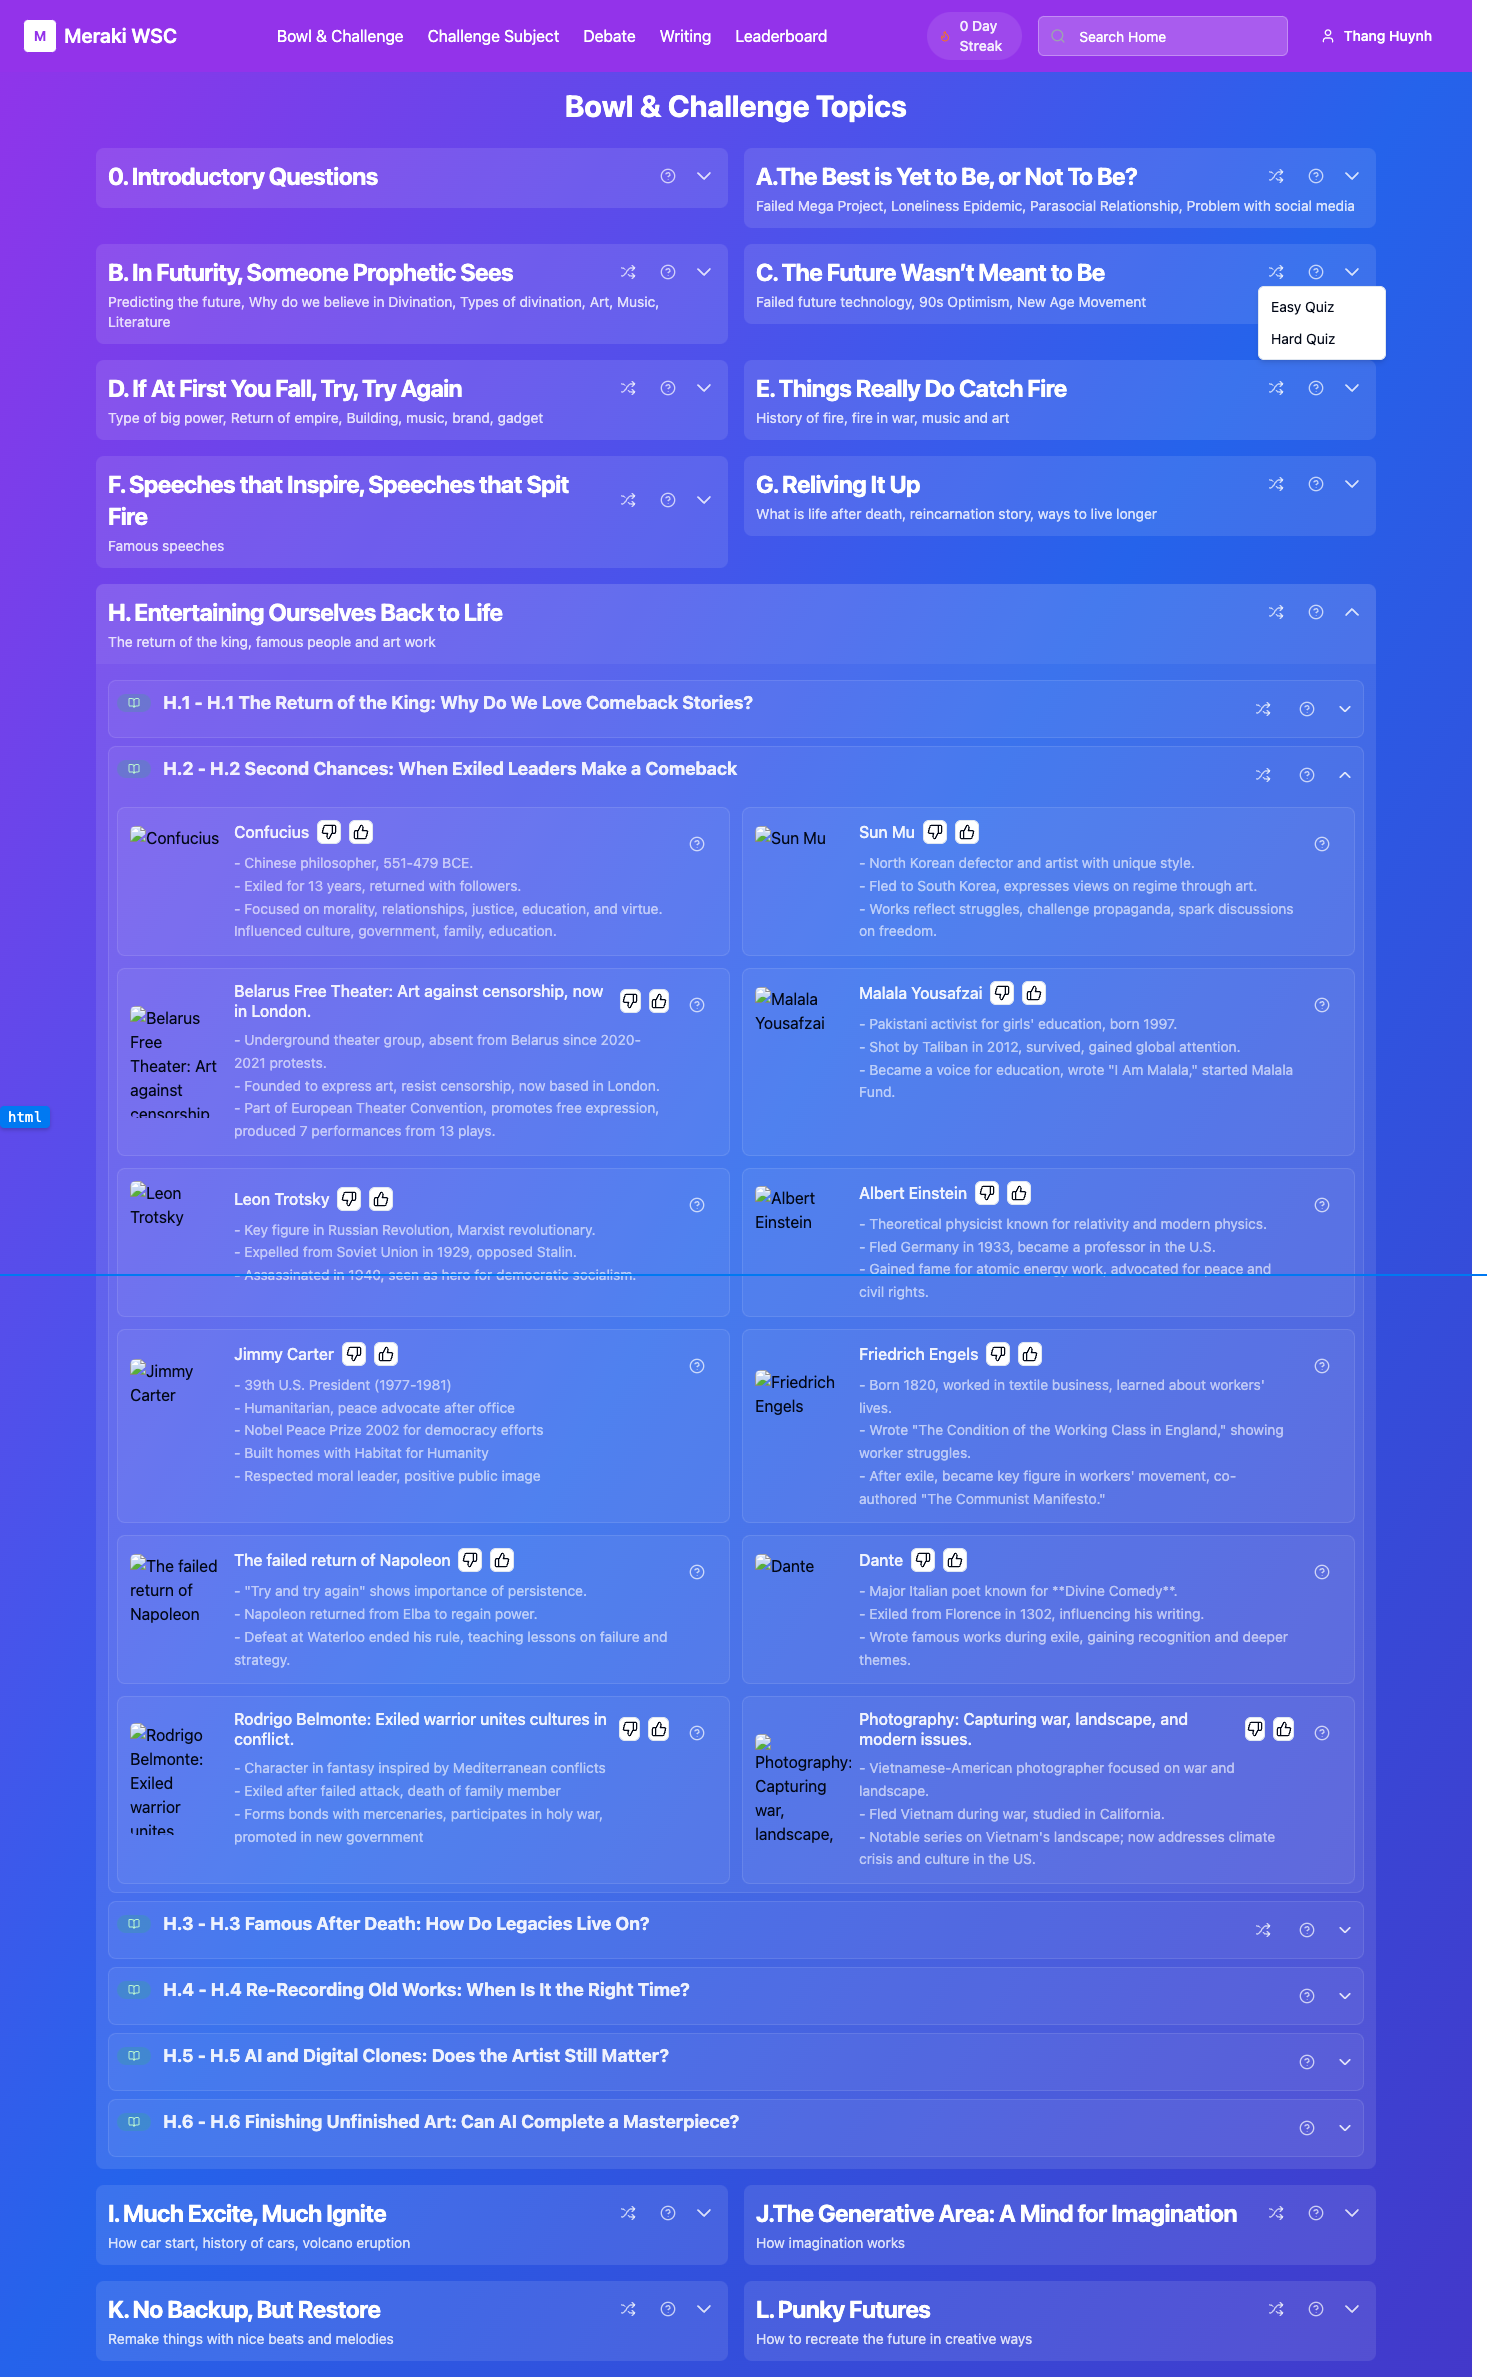 M Meraki WSC
Bowl & Challenge
Challenge Subject
Debate
Writing
Leaderboard
0 Day
Streak
Search Home
Thang Huynh
Bowl & Challenge Topics
0. Introductory Questions
A.The Best is Yet to Be, or Not To Be?
Failed Mega Project, Loneliness Epidemic, Parasocial Relationship, Problem with social media
B. In Futurity, Someone Prophetic Sees
Predicting the future, Why do we believe in Divination, Types of divination, Art, Music,
Literature
C. The Future Wasn’t Meant to Be
Failed future technology, 90s Optimism, New Age Movement
Easy Quiz
Hard Quiz
D. If At First You Fall, Try, Try Again
Type of big power, Return of empire, Building, music, brand, gadget
E. Things Really Do Catch Fire
History of fire, fire in war, music and art
F. Speeches that Inspire, Speeches that Spit
Fire
Famous speeches
G. Reliving It Up
What is life after death, reincarnation story, ways to live longer
H. Entertaining Ourselves Back to Life
The return of the king, famous people and art work
H.1 - H.1 The Return of the King: Why Do We Love Comeback Stories?
H.2 - H.2 Second Chances: When Exiled Leaders Make a Comeback
Confucius
Confucius
- Chinese philosopher, 551-479 BCE.
- Exiled for 13 years, returned with followers.
- Focused on morality, relationships, justice, education, and virtue.
Influenced culture, government, family, education.
Sun Mu
Sun Mu
- North Korean defector and artist with unique style.
- Fled to South Korea, expresses views on regime through art.
- Works reflect struggles, challenge propaganda, spark discussions
on freedom.
Belarus
Free
Theater: Art
against
censorship
Belarus Free Theater: Art against censorship, now
in London.
- Underground theater group, absent from Belarus since 2020-
2021 protests.
- Founded to express art, resist censorship, now based in London.
- Part of European Theater Convention, promotes free expression,
produced 7 performances from 13 plays.
Malala
Yousafzai
Malala Yousafzai
- Pakistani activist for girls' education, born 1997.
- Shot by Taliban in 2012, survived, gained global attention.
- Became a voice for education, wrote "I Am Malala," started Malala
Fund.
html
Leon
Trotsky
Leon Trotsky
- Key figure in Russian Revolution, Marxist revolutionary.
- Expelled from Soviet Union in 1929, opposed Stalin.
- Assassinated in 1940, seen as hero for democratic socialism.
Albert
Einstein
Albert Einstein
- Theoretical physicist known for relativity and modern physics.
- Fled Germany in 1933, became a professor in the U.S.
- Gained fame for atomic energy work, advocated for peace and
civil rights.
Jimmy
Carter
Jimmy Carter
- 39th U.S. President (1977-1981)
- Humanitarian, peace advocate after office
- Nobel Peace Prize 2002 for democracy efforts
- Built homes with Habitat for Humanity
- Respected moral leader, positive public image
Friedrich
Engels
Friedrich Engels
- Born 1820, worked in textile business, learned about workers'
lives.
- Wrote "The Condition of the Working Class in England," showing
worker struggles.
- After exile, became key figure in workers' movement, co-
authored "The Communist Manifesto."
The failed
return of
Napoleon
The failed return of Napoleon
- "Try and try again" shows importance of persistence.
- Napoleon returned from Elba to regain power.
- Defeat at Waterloo ended his rule, teaching lessons on failure and
strategy.
Dante
Dante
- Major Italian poet known for **Divine Comedy**.
- Exiled from Florence in 1302, influencing his writing.
- Wrote famous works during exile, gaining recognition and deeper
themes.
Rodrigo
Belmonte:
Exiled
warrior
unites
Rodrigo Belmonte: Exiled warrior unites cultures in
conflict.
- Character in fantasy inspired by Mediterranean conflicts
- Exiled after failed attack, death of family member
- Forms bonds with mercenaries, participates in holy war,
promoted in new government
Photography:
Capturing
war,
landscape,
Photography: Capturing war, landscape, and
modern issues.
- Vietnamese-American photographer focused on war and
landscape.
- Fled Vietnam during war, studied in California.
- Notable series on Vietnam's landscape; now addresses climate
crisis and culture in the US.
H.3 - H.3 Famous After Death: How Do Legacies Live On?
H.4 - H.4 Re-Recording Old Works: When Is It the Right Time?
H.5 - H.5 AI and Digital Clones: Does the Artist Still Matter?
H.6 - H.6 Finishing Unfinished Art: Can AI Complete a Masterpiece?
I. Much Excite, Much Ignite
How car start, history of cars, volcano eruption
J.The Generative Area: A Mind for Imagination
How imagination works
K. No Backup, But Restore
Remake things with nice beats and melodies
L. Punky Futures
How to recreate the future in creative ways